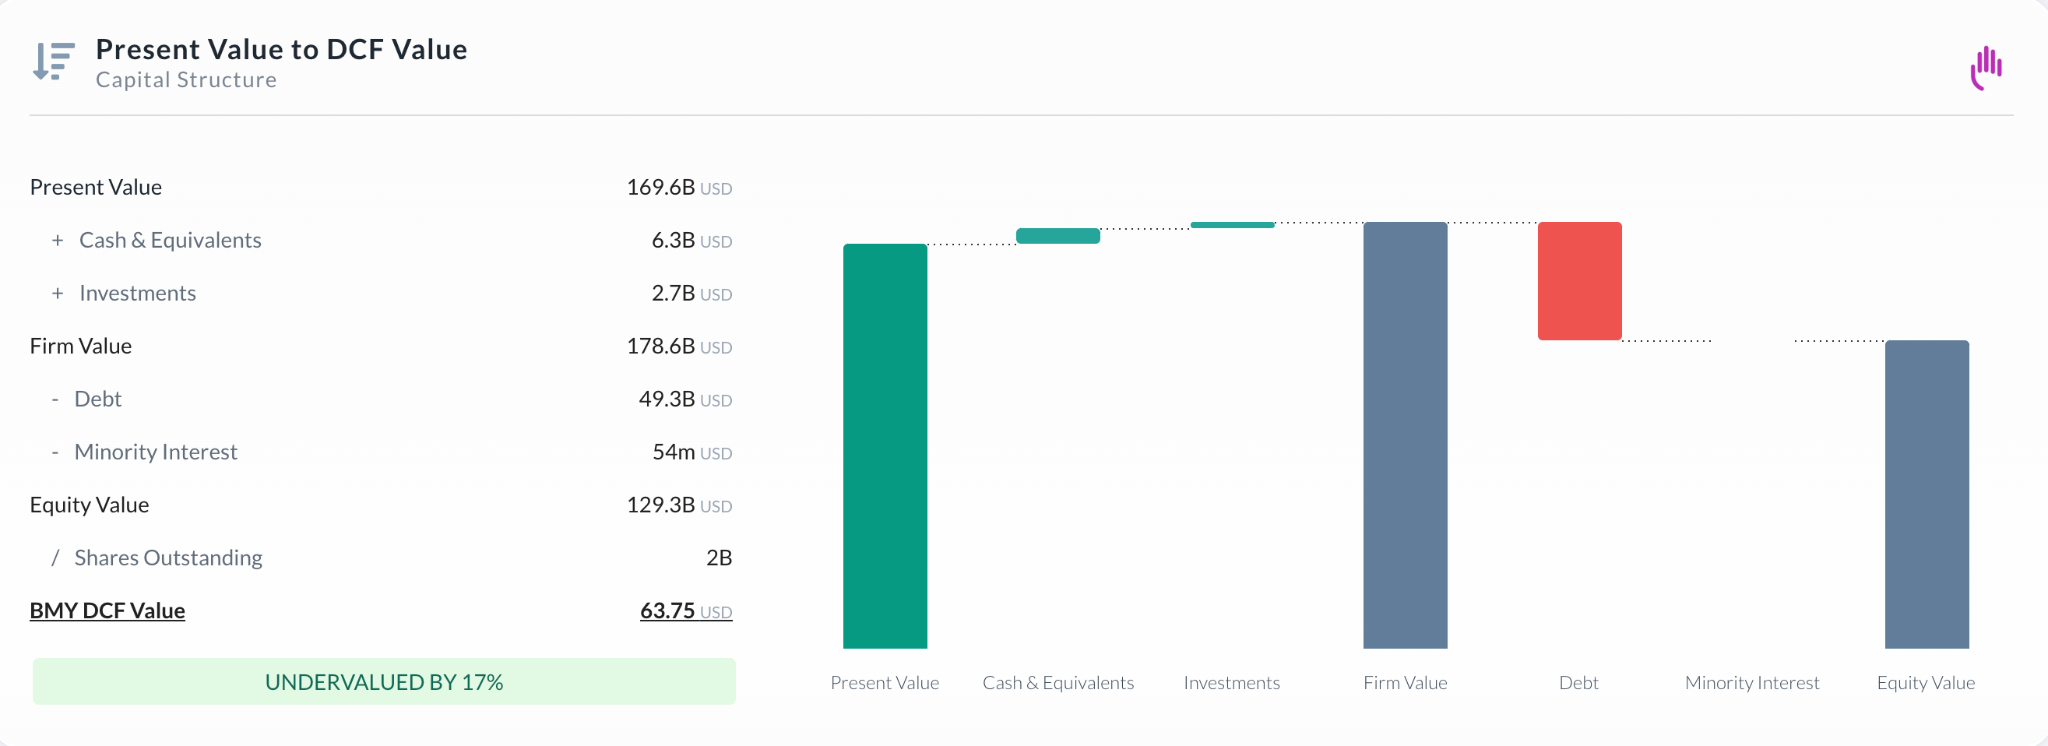 Present Value to DCF Value
Capital Structure
Present Value 169.6B USD
+ Cash & Equivalents 6.3B USD
+ Investments 2.7B USD
Firm Value 178.6B USD
- Debt 49.3B USD
- Minority Interest 54m USD
Equity Value 129.3B USD
/ Shares Outstanding 2B
BMY DCF Value 63.75 USD
UNDERVALUED BY 17%
Present Value Cash & Equivalents Investments Firm Value Debt Minority Interest Equity Value